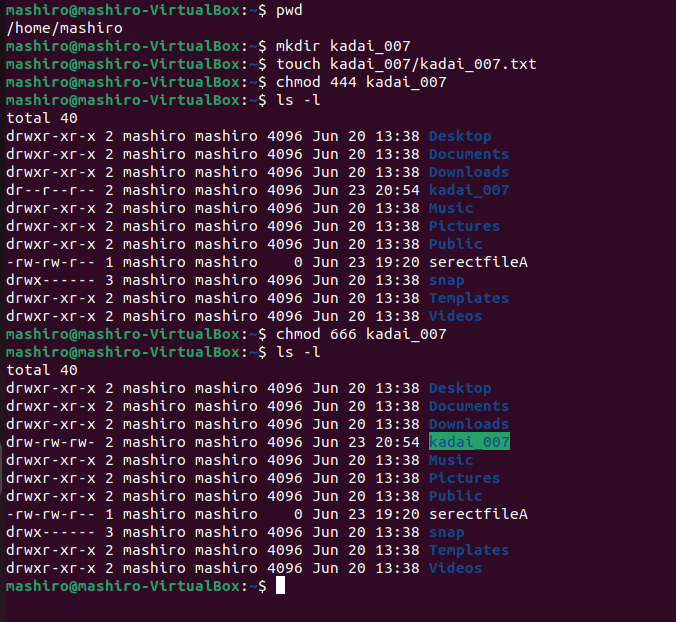 mashiro@mashiro-VirtualBox:~$ pwd
/home/mashiro
mashiro@mashiro-VirtualBox:~$ mkdir kadai_007
mashiro@mashiro-VirtualBox:~$ touch kadai_007/kadai_007.txt
mashiro@mashiro-VirtualBox:~$ chmod 444 kadai_007
mashiro@mashiro-VirtualBox:~$ ls -l
total 40
drwxr-xr-x 2 mashiro mashiro 4096 Jun 20 13:38 Desktop
drwxr-xr-x 2 mashiro mashiro 4096 Jun 20 13:38 Documents
drwxr-xr-x 2 mashiro mashiro 4096 Jun 20 13:38 Downloads
dr--r--r-- 2 mashiro mashiro 4096 Jun 23 20:54 kadai_007
drwxr-xr-x 2 mashiro mashiro 4096 Jun 20 13:38 Music
drwxr-xr-x 2 mashiro mashiro 4096 Jun 20 13:38 Pictures
drwxr-xr-x 2 mashiro mashiro 4096 Jun 20 13:38 Public
-rw-rw-r-- 1 mashiro mashiro    0 Jun 23 19:20 serectfileA
drwx------ 3 mashiro mashiro 4096 Jun 20 13:38 snap
drwxr-xr-x 2 mashiro mashiro 4096 Jun 20 13:38 Templates
drwxr-xr-x 2 mashiro mashiro 4096 Jun 20 13:38 Videos
mashiro@mashiro-VirtualBox:~$ chmod 666 kadai_007
mashiro@mashiro-VirtualBox:~$ ls -l
total 40
drwxr-xr-x 2 mashiro mashiro 4096 Jun 20 13:38 Desktop
drwxr-xr-x 2 mashiro mashiro 4096 Jun 20 13:38 Documents
drwxr-xr-x 2 mashiro mashiro 4096 Jun 20 13:38 Downloads
drw-rw-rw- 2 mashiro mashiro 4096 Jun 23 20:54 kadai_007
drwxr-xr-x 2 mashiro mashiro 4096 Jun 20 13:38 Music
drwxr-xr-x 2 mashiro mashiro 4096 Jun 20 13:38 Pictures
drwxr-xr-x 2 mashiro mashiro 4096 Jun 20 13:38 Public
-rw-rw-r-- 1 mashiro mashiro    0 Jun 23 19:20 serectfileA
drwx------ 3 mashiro mashiro 4096 Jun 20 13:38 snap
drwxr-xr-x 2 mashiro mashiro 4096 Jun 20 13:38 Templates
drwxr-xr-x 2 mashiro mashiro 4096 Jun 20 13:38 Videos
mashiro@mashiro-VirtualBox:~$